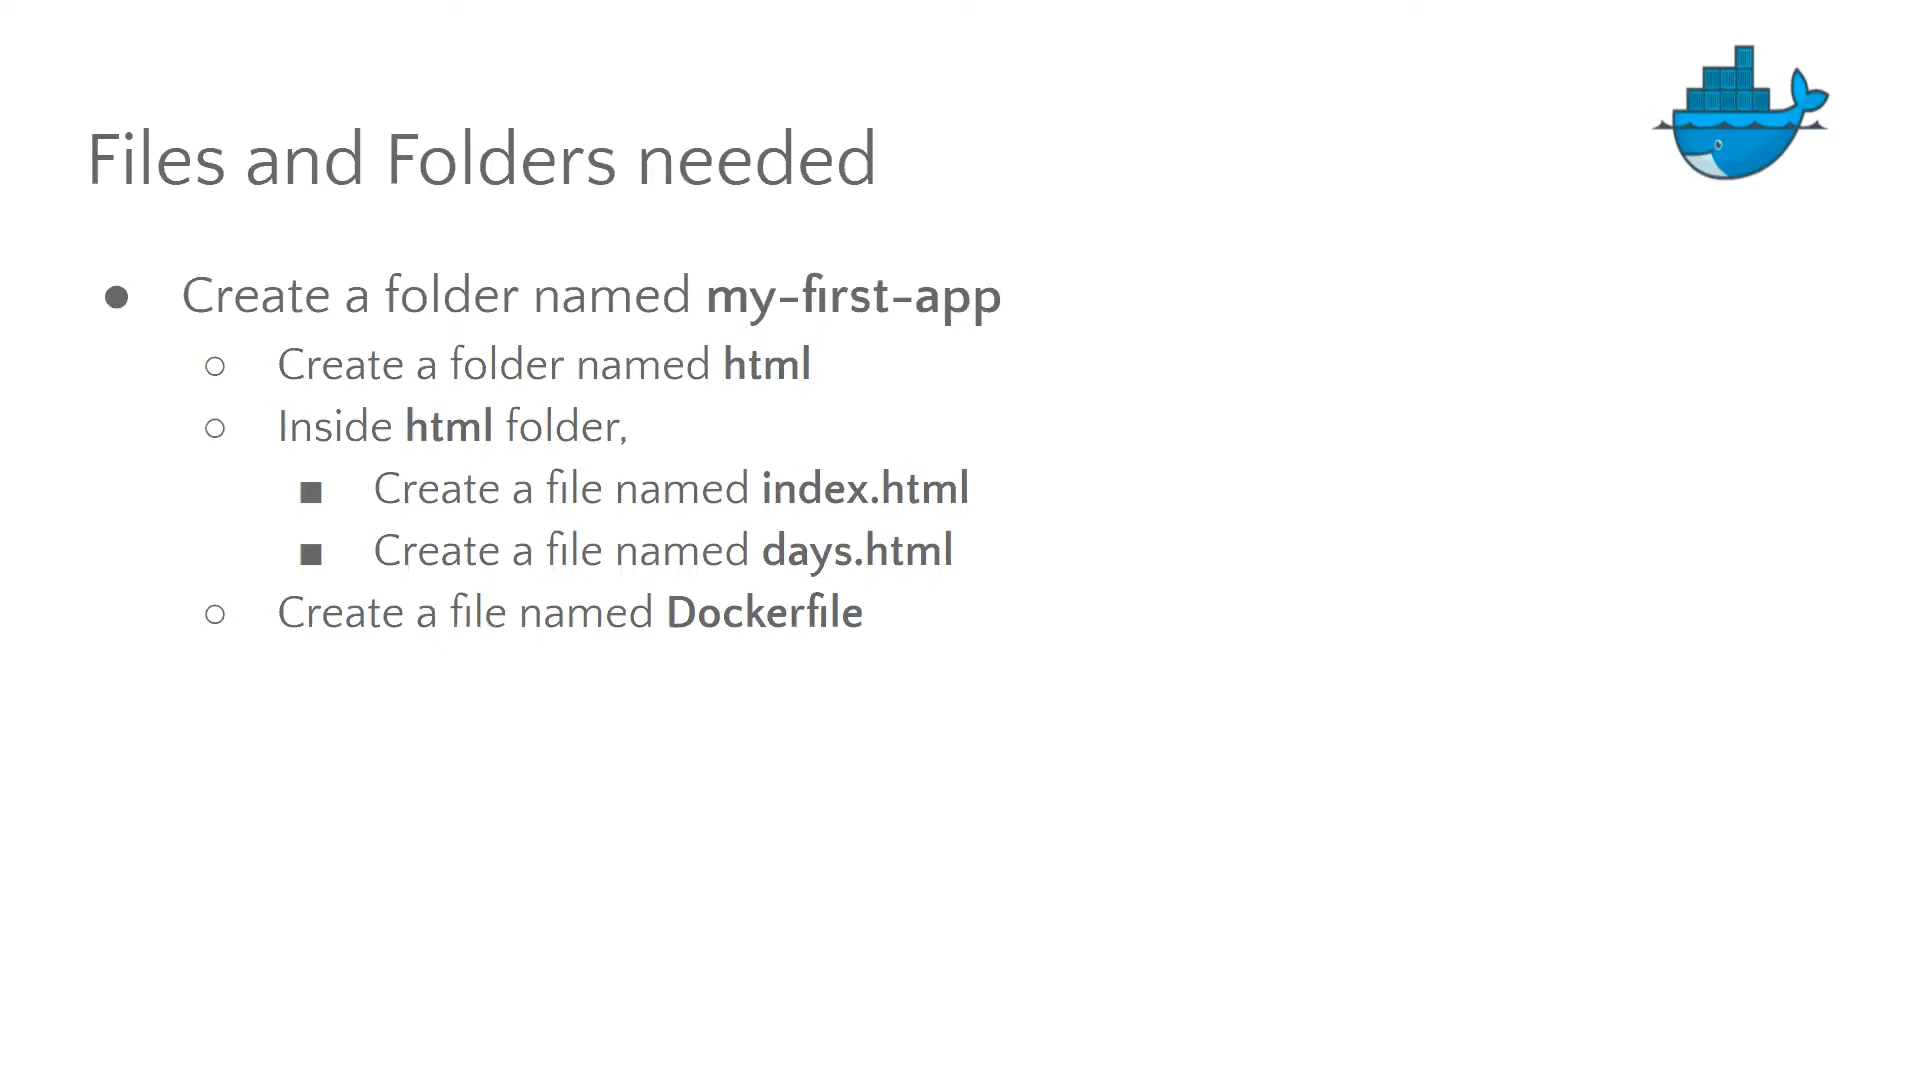 Files and Folders needed
● Create a folder named my-first-app
○ Create a folder named html
○ Inside html folder,
■ Create a file named index.html
■ Create a file named days.html
○ Create a file named Dockerfile